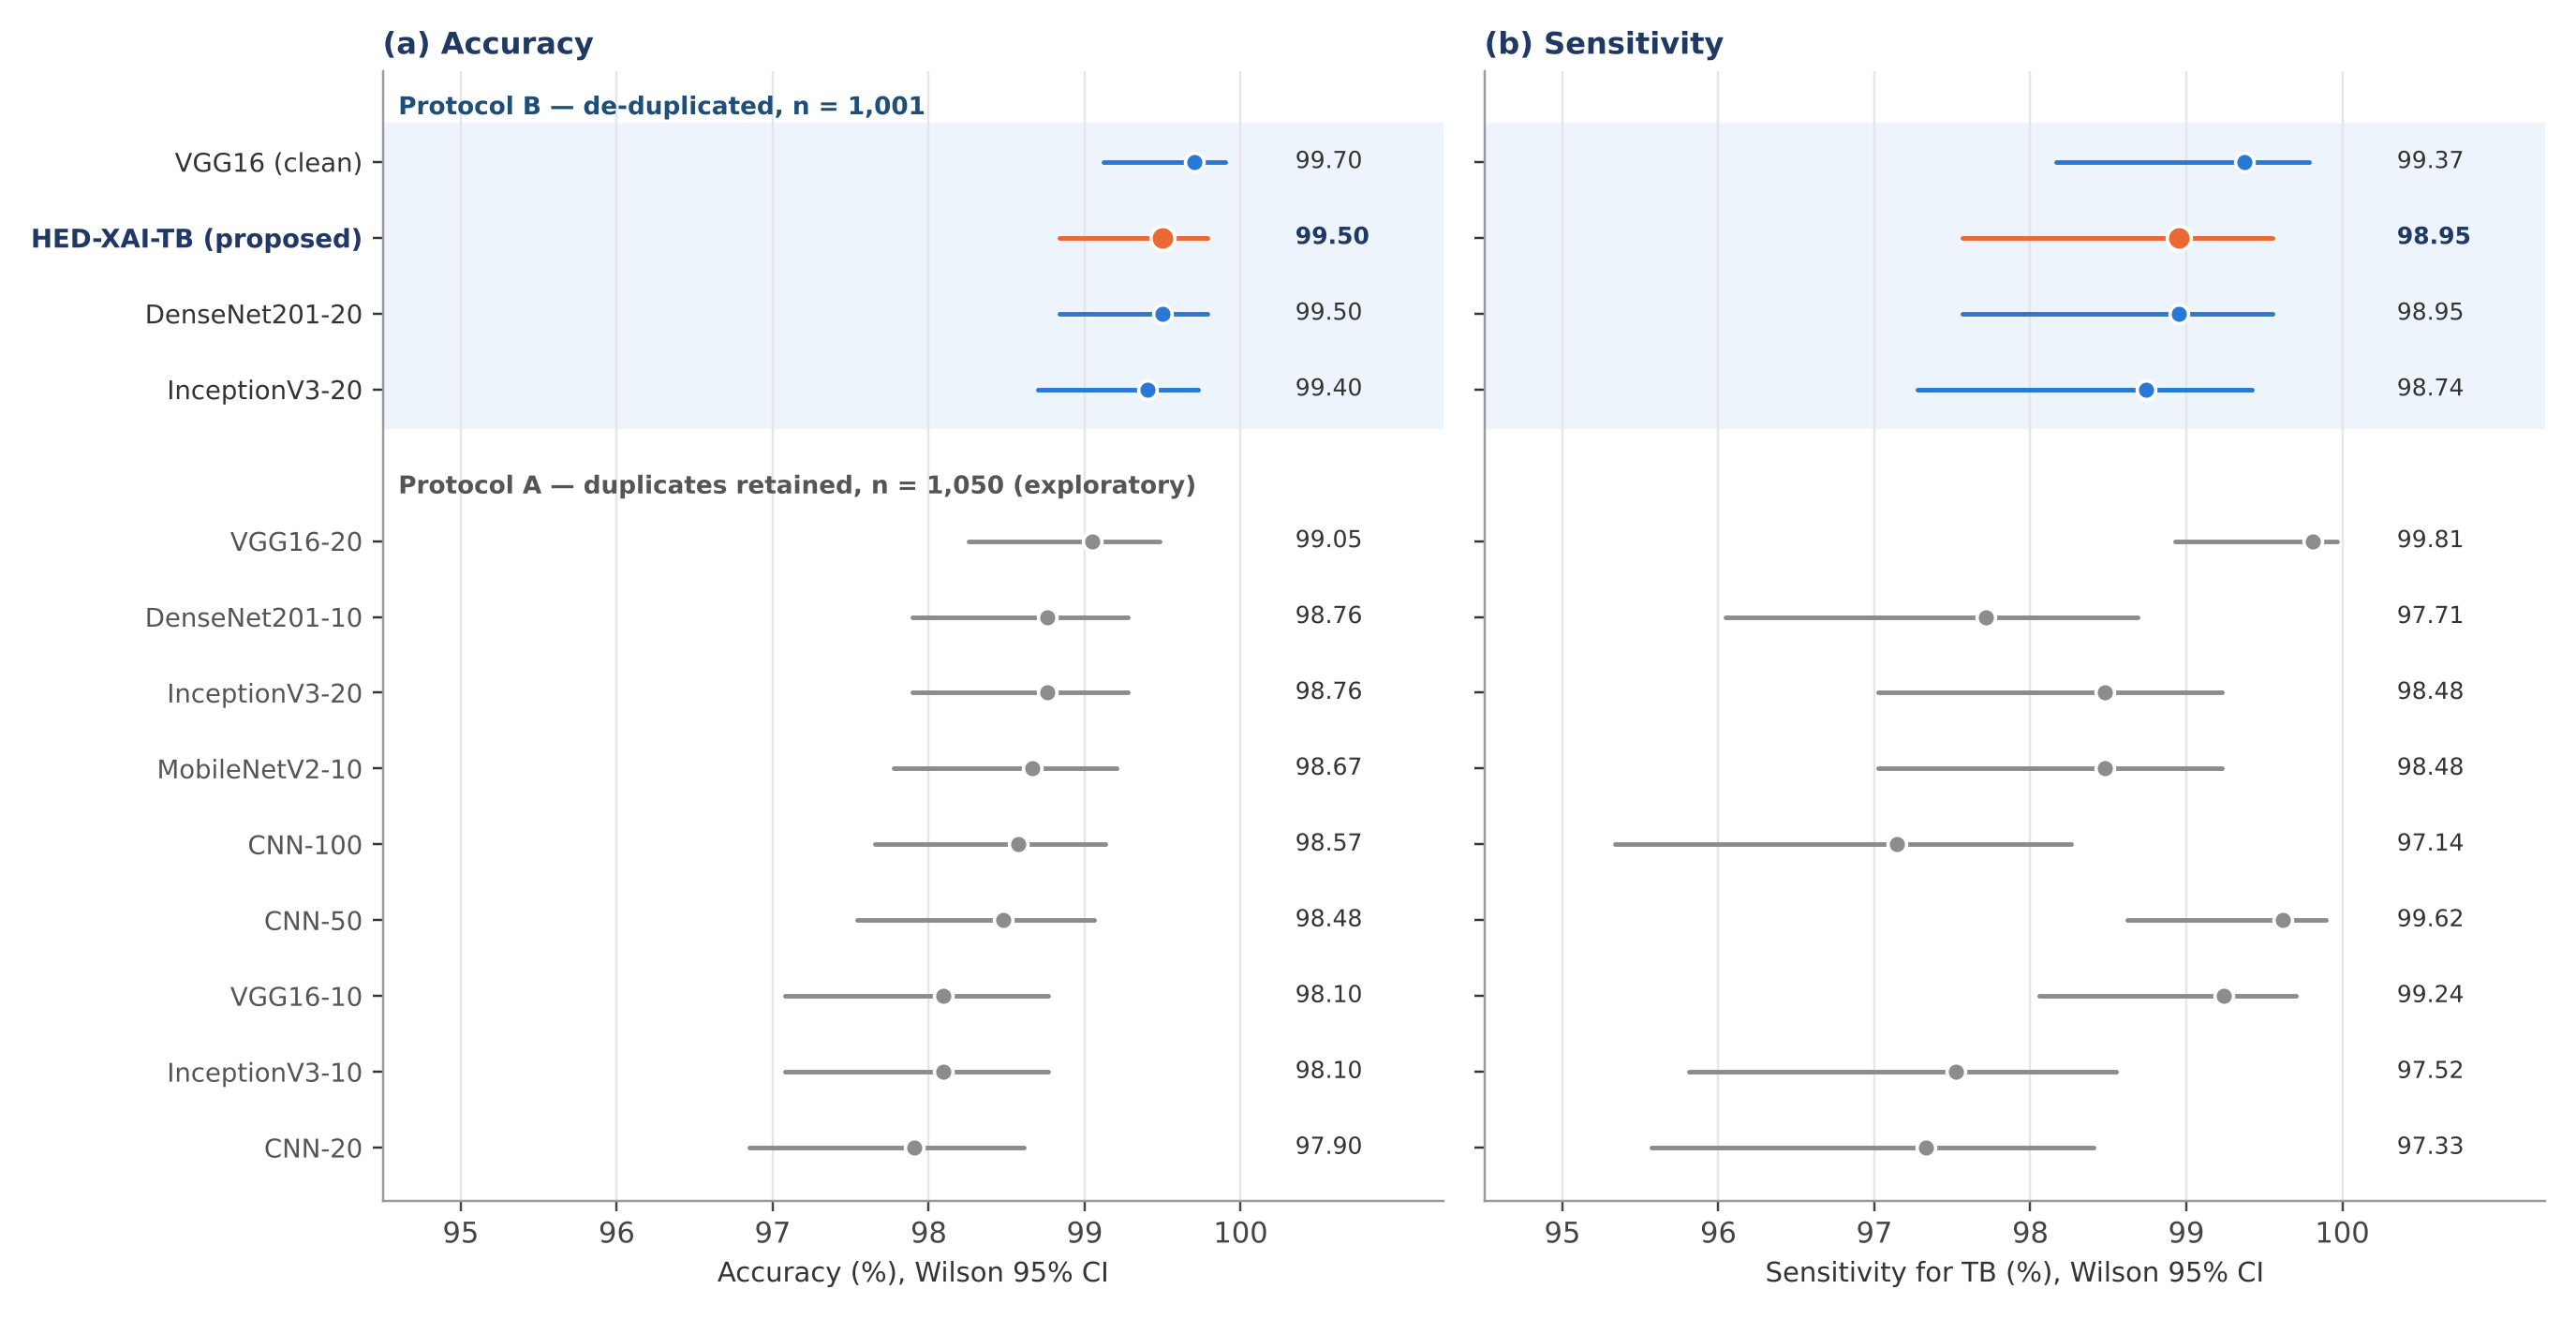 (a) Accuracy
(b) Sensitivity
Protocol B — de-duplicated, n = 1,001
VGG16 (clean) 99.70 99.37
HED-XAI-TB (proposed) 99.50 98.95
DenseNet201-20 99.50 98.95
InceptionV3-20 99.40 98.74
Protocol A — duplicates retained, n = 1,050 (exploratory)
VGG16-20 99.05 99.81
DenseNet201-10 98.76 97.71
InceptionV3-20 98.76 98.48
MobileNetV2-10 98.67 98.48
CNN-100 98.57 97.14
CNN-50 98.48 99.62
VGG16-10 98.10 99.24
InceptionV3-10 98.10 97.52
CNN-20 97.90 97.33
95 96 97 98 99 100
95 96 97 98 99 100
Accuracy (%), Wilson 95% CI
Sensitivity for TB (%), Wilson 95% CI